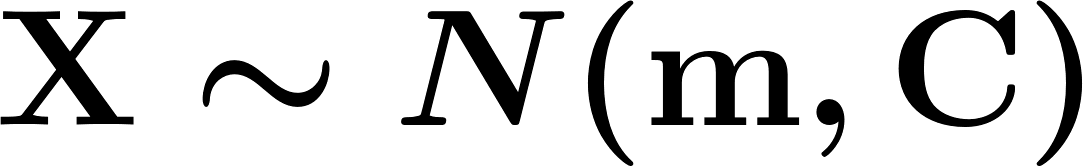 X ∼ N(m, C)